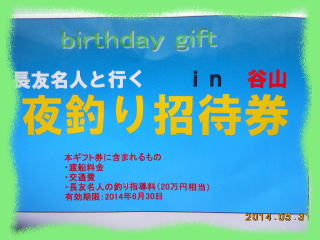 birthday gift
長友名人と行く　in　谷山
夜釣り招待券
本ギフト券に含まれるもの
・渡船料金
・交通費
・長友名人の釣り指導料(20万円相当)
有効期限：2014年6月30日
2014.05.31